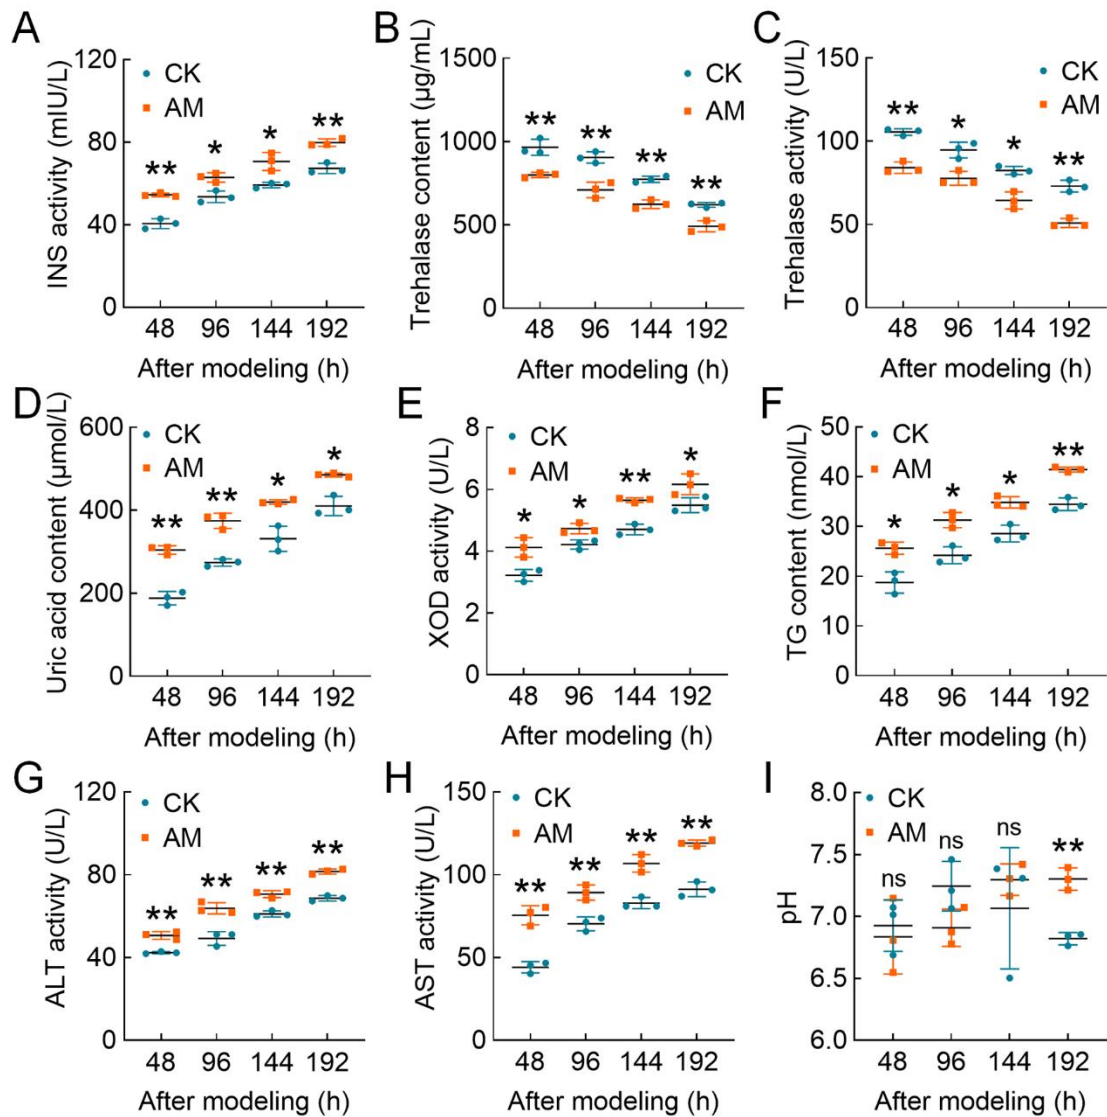 A
INS activity (mIU/L)
120
80
40
0
CK
AM
**
*
*
**
48 96 144 192
After modeling (h)
B
Trehalase content (µg/mL)
1500
1000
500
0
CK
AM
**
**
**
**
48 96 144 192
After modeling (h)
C
Trehalase activity (U/L)
150
100
50
0
CK
AM
**
*
*
**
48 96 144 192
After modeling (h)
D
Uric acid content (µmol/L)
600
400
200
0
CK
AM
**
**
*
*
48 96 144 192
After modeling (h)
E
XOD activity (U/L)
8
6
4
2
0
CK
AM
*
*
**
*
48 96 144 192
After modeling (h)
F
TG content (nmol/L)
50
40
30
20
10
0
CK
AM
*
*
*
**
48 96 144 192
After modeling (h)
G
ALT activity (U/L)
120
80
40
0
CK
AM
**
**
**
**
48 96 144 192
After modeling (h)
H
AST activity (U/L)
150
100
50
0
CK
AM
**
**
**
**
48 96 144 192
After modeling (h)
I
pH
8.0
7.5
7.0
6.5
6.0
CK
AM
ns
ns
ns
**
48 96 144 192
After modeling (h)